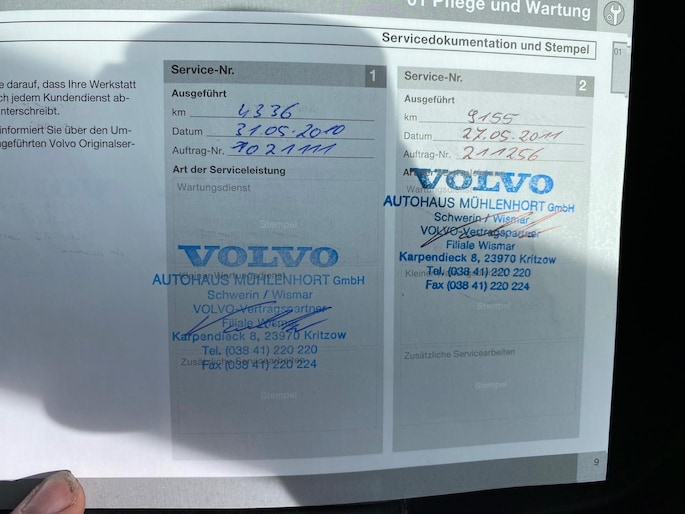 01 Pflege und Wartung
Servicedokumentation und Stempel
01
e darauf, dass Ihre Werkstatt
ch jedem Kundendienst ab-
nterschreibt.
informiert Sie über den Um-
geführten Volvo Originalser-
Service-Nr. 1
Ausgeführt
km 4336
Datum 31.05.2010
Auftrag-Nr. 1021111
Art der Serviceleistung
Wartungsdienst
Stempel
VOLVO
Kleiner Wartungsdienst
AUTOHAUS MÜHLENHORT GmbH
Schwerin / Wismar
VOLVO-Vertragspartner
Filiale Wismar
Karpendieck 8, 23970 Kritzow
Tel. (038 41) 220 220
Zusätzliche Servicearbeiten
Fax (038 41) 220 224
Stempel
Service-Nr. 2
Ausgeführt
km 9155
Datum 27.05.2011
Auftrag-Nr. 211256
VOLVO
AUTOHAUS MÜHLENHORT GmbH
Schwerin / Wismar
VOLVO-Vertragspartner
Filiale Wismar
Karpendieck 8, 23970 Kritzow
Tel. (038 41) 220 220
Fax (038 41) 220 224
Stempel
Zusätzliche Servicearbeiten
Stempel
9